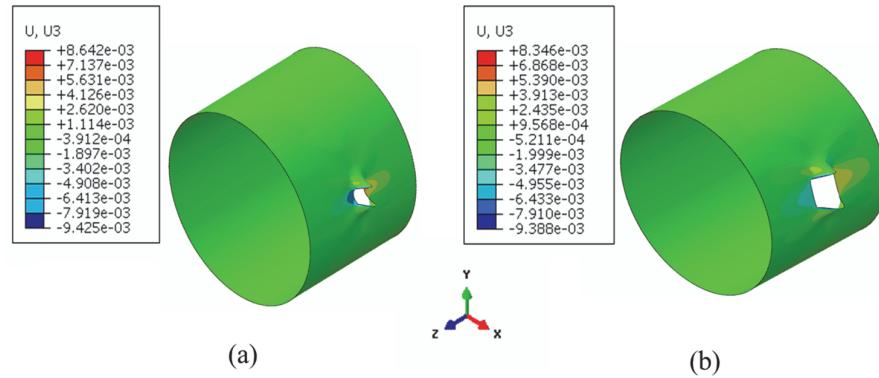 U, U3
+8.642e-03
+7.137e-03
+5.631e-03
+4.126e-03
+2.620e-03
+1.114e-03
-3.912e-04
-1.897e-03
-3.402e-03
-4.908e-03
-6.413e-03
-7.919e-03
-9.425e-03
U, U3
+8.346e-03
+6.868e-03
+5.390e-03
+3.913e-03
+2.435e-03
+9.568e-04
-5.211e-04
-1.999e-03
-3.477e-03
-4.955e-03
-6.433e-03
-7.910e-03
-9.388e-03
Y
Z
X
(a)
(b)